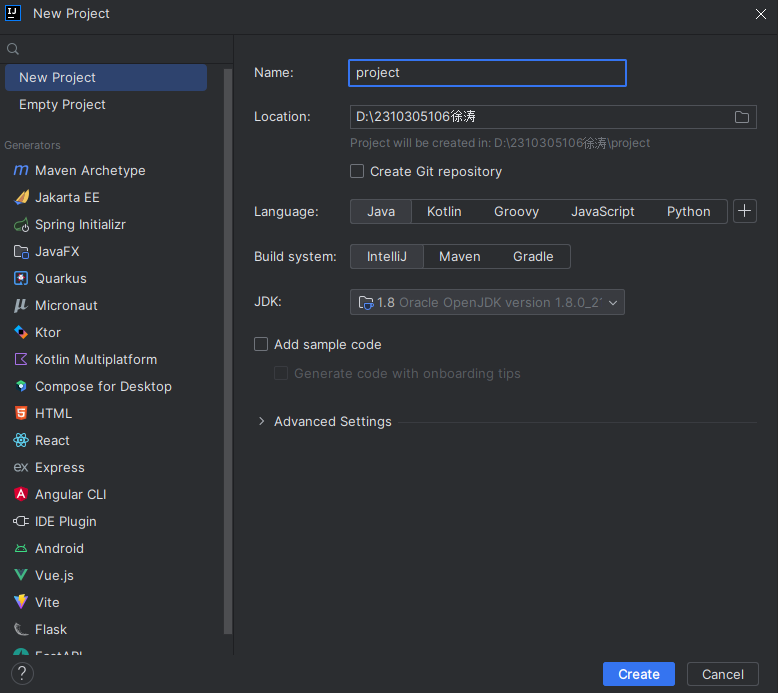 New Project
New Project
Empty Project
Generators
Maven Archetype
Jakarta EE
Spring Initializr
JavaFX
Quarkus
Micronaut
Ktor
Kotlin Multiplatform
Compose for Desktop
HTML
React
Express
Angular CLI
IDE Plugin
Android
Vue.js
Vite
Flask
FastAPI
Name: project
Location: D:\2310305106徐涛
Project will be created in: D:\2310305106徐涛\project
Create Git repository
Language: Java Kotlin Groovy JavaScript Python
Build system: IntelliJ Maven Gradle
JDK: 1.8 Oracle OpenJDK version 1.8.0_2
Add sample code
Generate code with onboarding tips
Advanced Settings
? Create Cancel